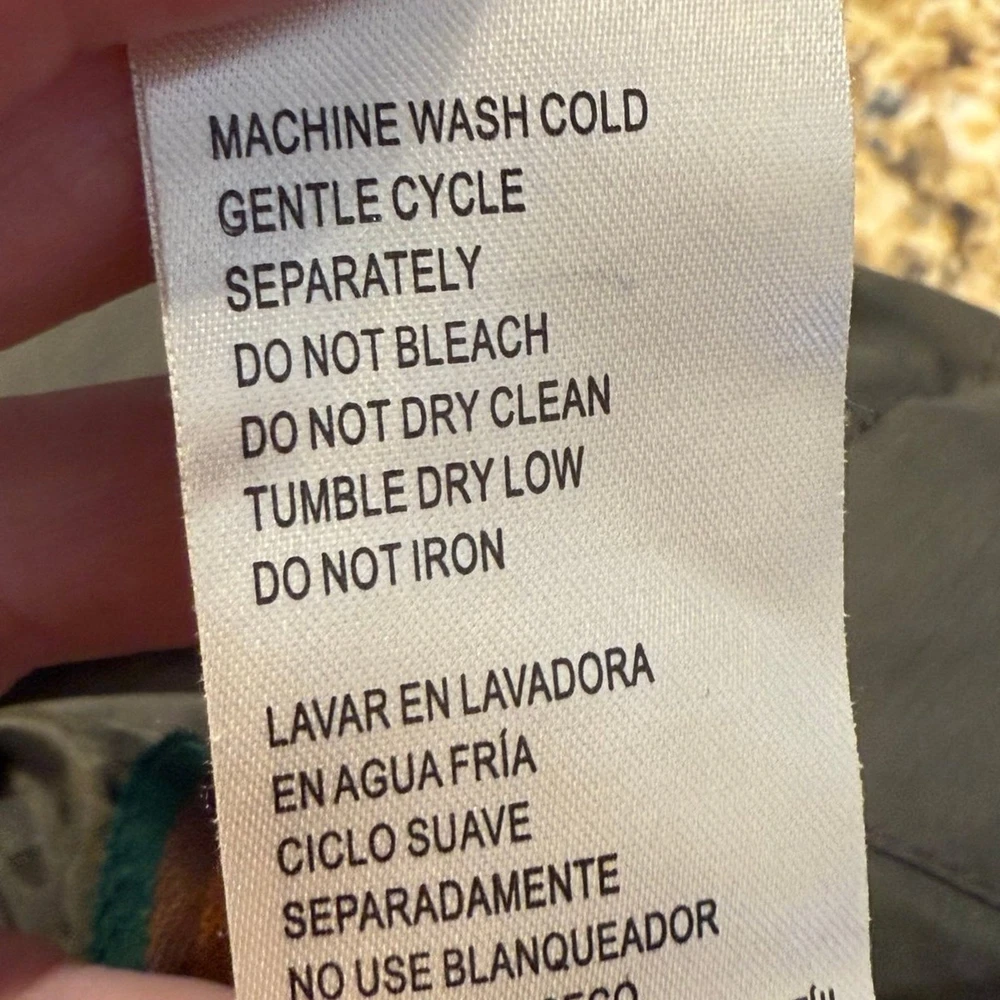 MACHINE WASH COLD
GENTLE CYCLE
SEPARATELY
DO NOT BLEACH
DO NOT DRY CLEAN
TUMBLE DRY LOW
DO NOT IRON
LAVAR EN LAVADORA
EN AGUA FRÍA
CICLO SUAVE
SEPARADAMENTE
NO USE BLANQUEADOR